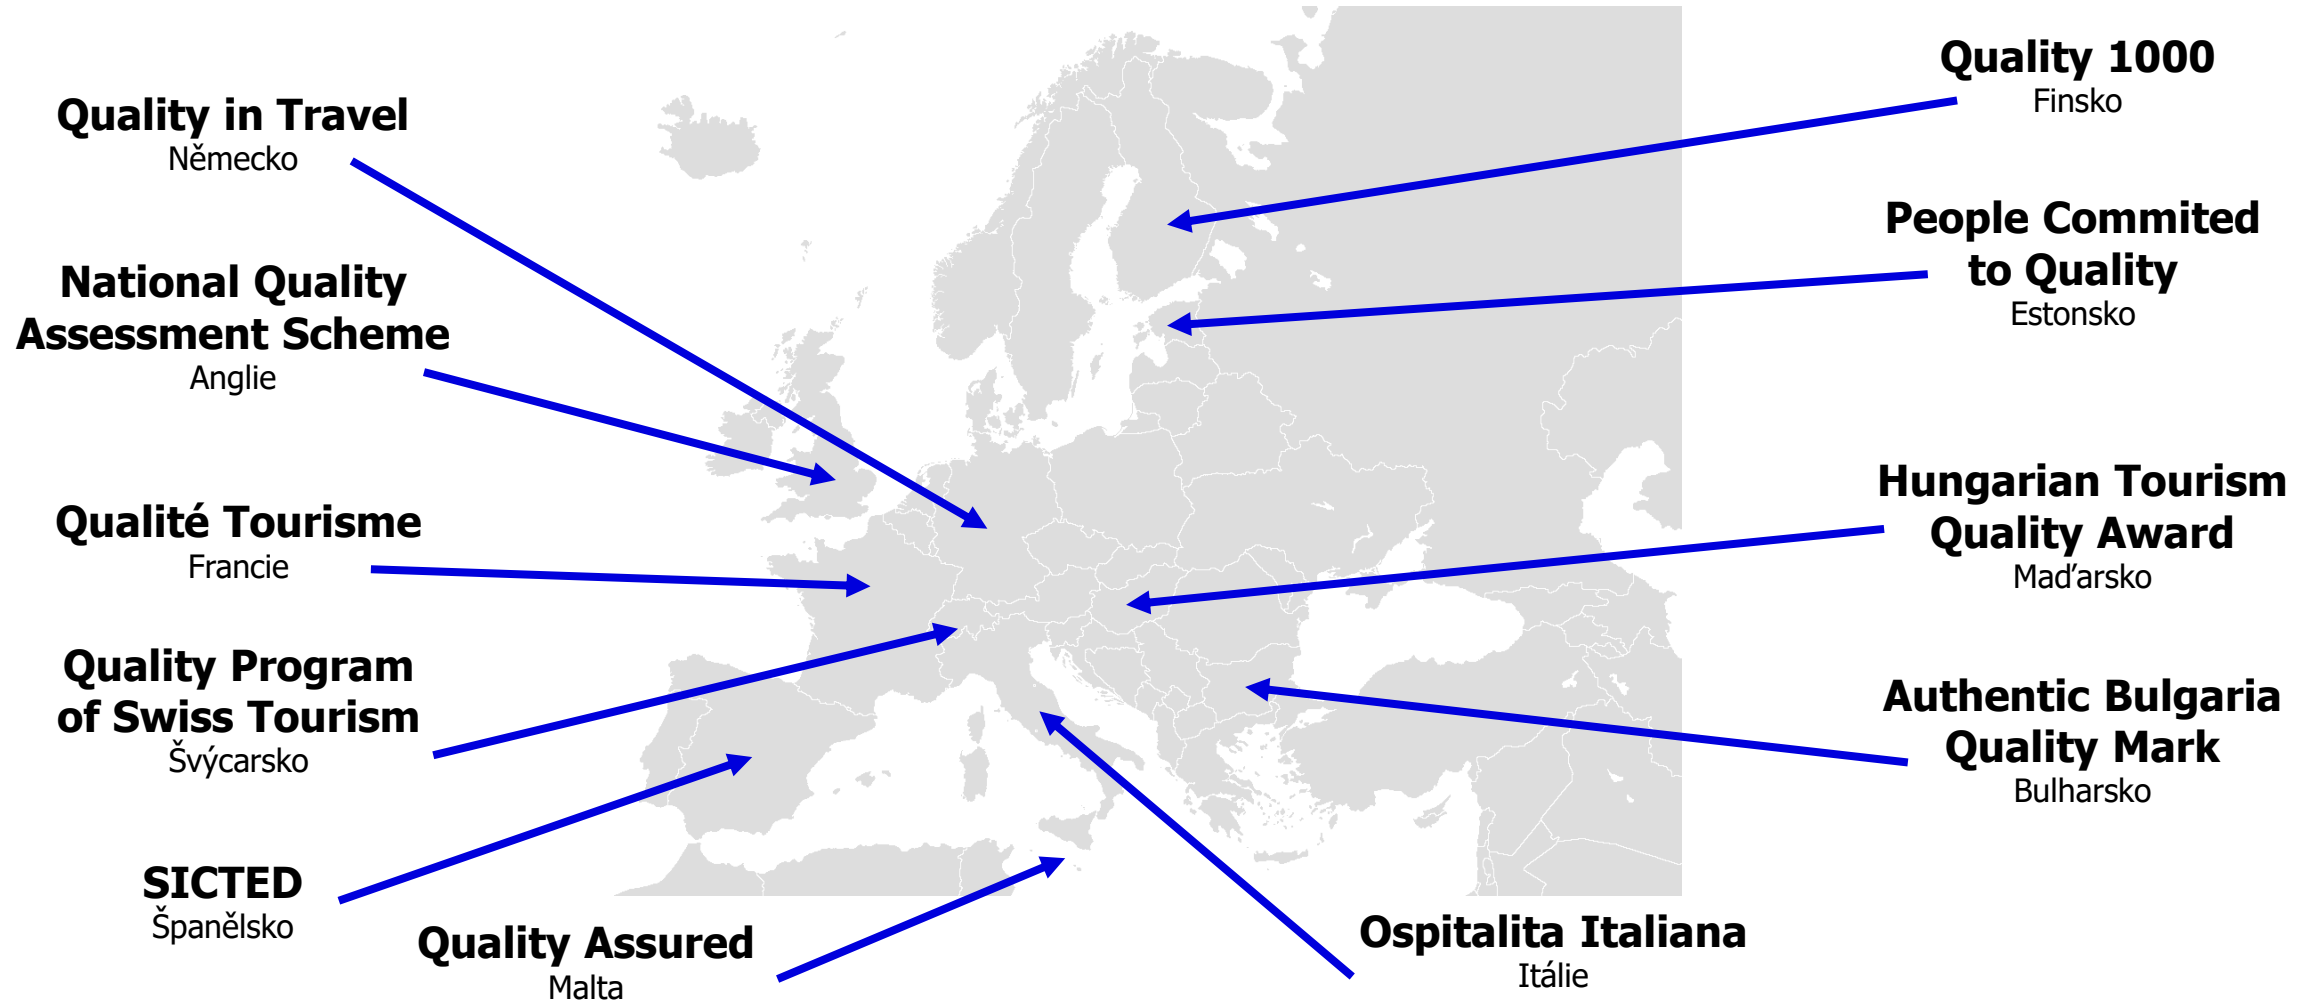 Quality in Travel
Německo
National Quality
Assessment Scheme
Anglie
Qualité Tourisme
Francie
Quality Program
of Swiss Tourism
Švýcarsko
SICTED
Španělsko
Quality Assured
Malta
Ospitalita Italiana
Itálie
Quality 1000
Finsko
People Commited
to Quality
Estonsko
Hungarian Tourism
Quality Award
Maďarsko
Authentic Bulgaria
Quality Mark
Bulharsko